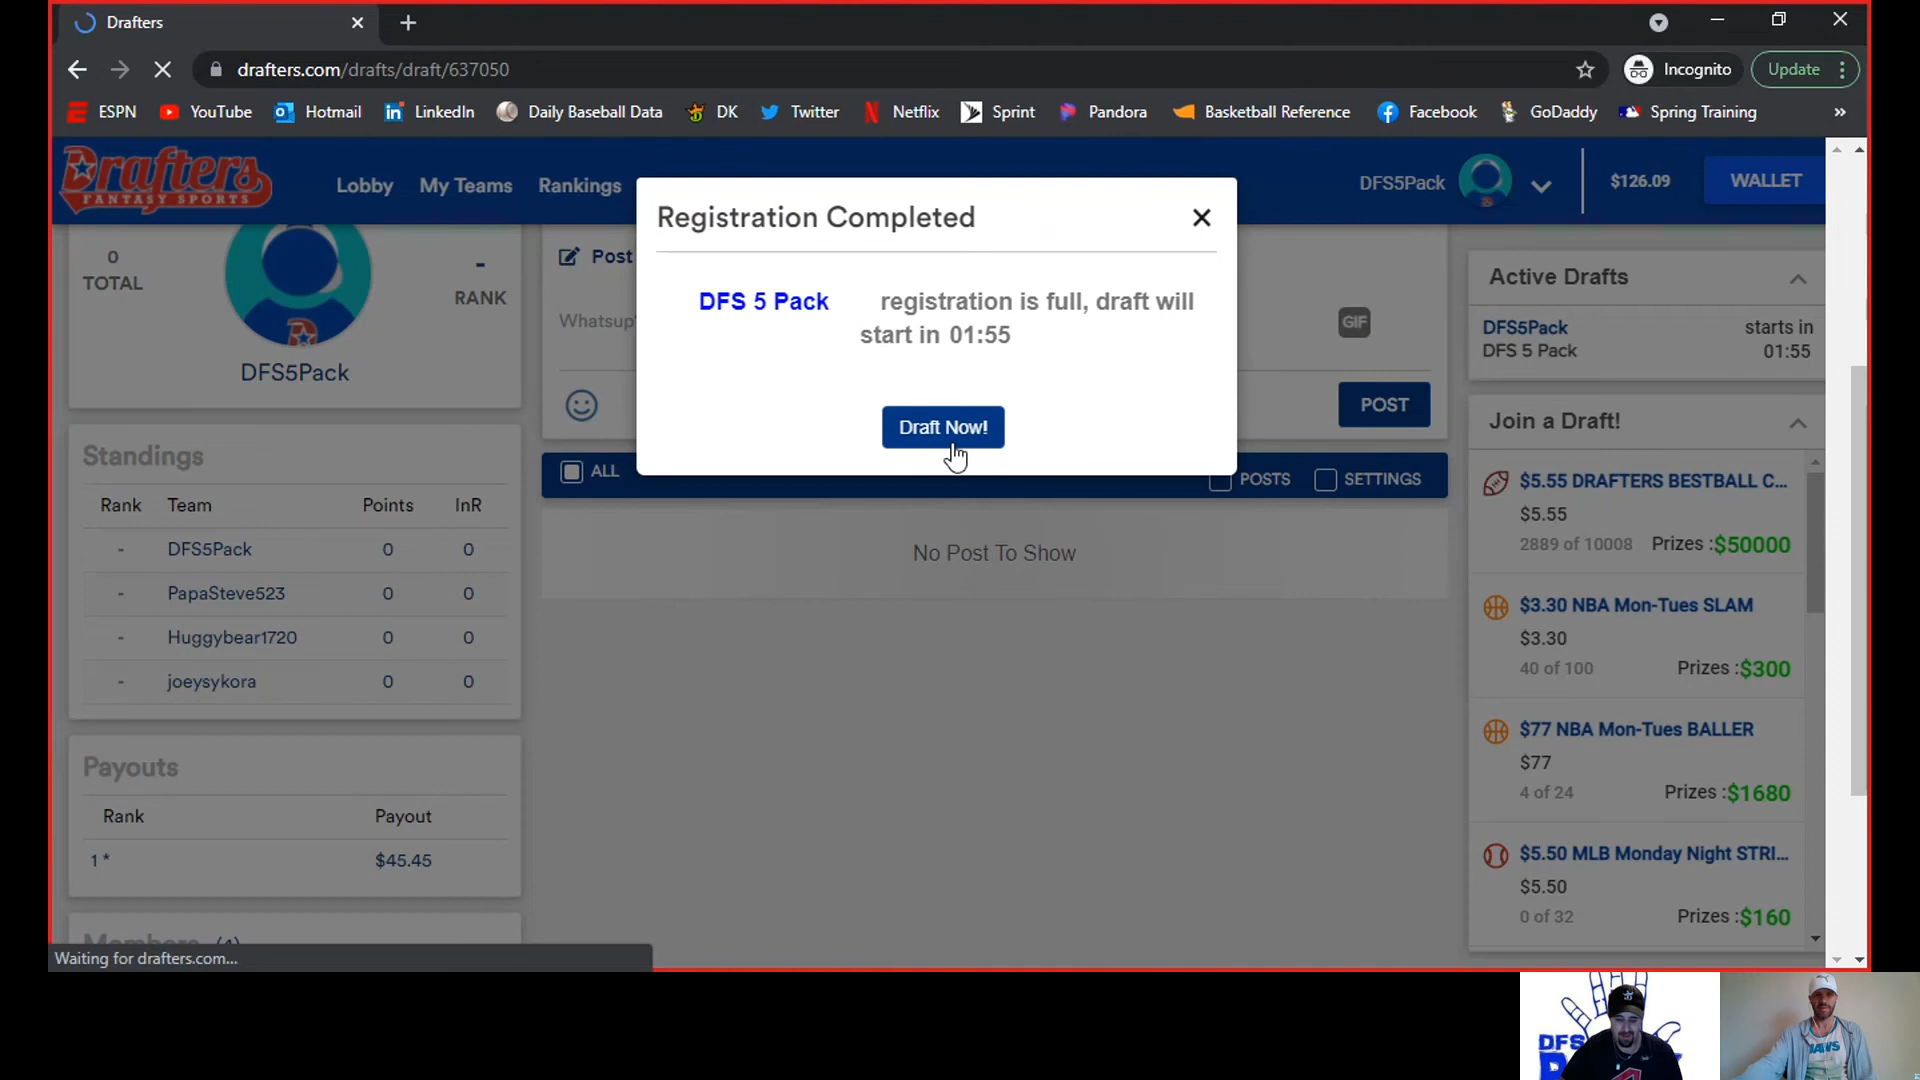 Drafters
drafters.com/drafts/draft/637050
Incognito
Update
ESPN
YouTube
Hotmail
LinkedIn
Daily Baseball Data
DK
Twitter
Netflix
Sprint
Pandora
Basketball Reference
Facebook
GoDaddy
Spring Training
»
Drafters
FANTASY SPORTS
Lobby
My Teams
Rankings
DFS5Pack
$126.09
WALLET
0
TOTAL
-
RANK
DFS5Pack
Post
Whatsup
GIF
POST
ALL
POSTS
SETTINGS
No Post To Show
Registration Completed
DFS 5 Pack registration is full, draft will
start in 01:55
Draft Now!
Standings
Rank Team Points InR
- DFS5Pack 0 0
- PapaSteve523 0 0
- Huggybear1720 0 0
- joeysykora 0 0
Payouts
Rank Payout
1 * $45.45
Members (4)
Active Drafts
DFS5Pack starts in
DFS 5 Pack 01:55
Join a Draft!
$5.55 DRAFTERS BESTBALL C...
$5.55
2889 of 10008 Prizes :$50000
$3.30 NBA Mon-Tues SLAM
$3.30
40 of 100 Prizes :$300
$77 NBA Mon-Tues BALLER
$77
4 of 24 Prizes :$1680
$5.50 MLB Monday Night STRI...
$5.50
0 of 32 Prizes :$160
Waiting for drafters.com...
DFS